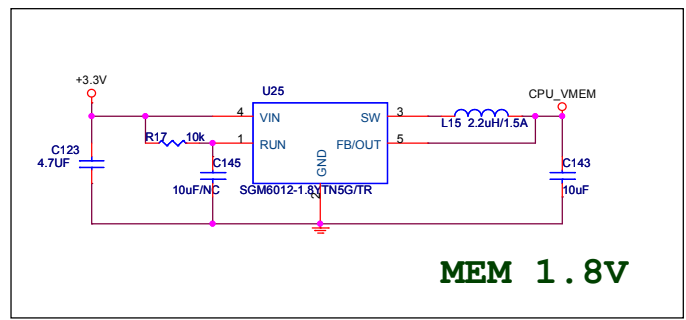 +3.3V
U25
CPU_VMEM
4 VIN SW 3
L15 2.2uH/1.5A
R17 10k 1 RUN FB/OUT 5
C123
4.7UF
C145
10uF/NC
GND
2
SGM6012-1.8YTN5G/TR
C143
10uF
MEM 1.8V